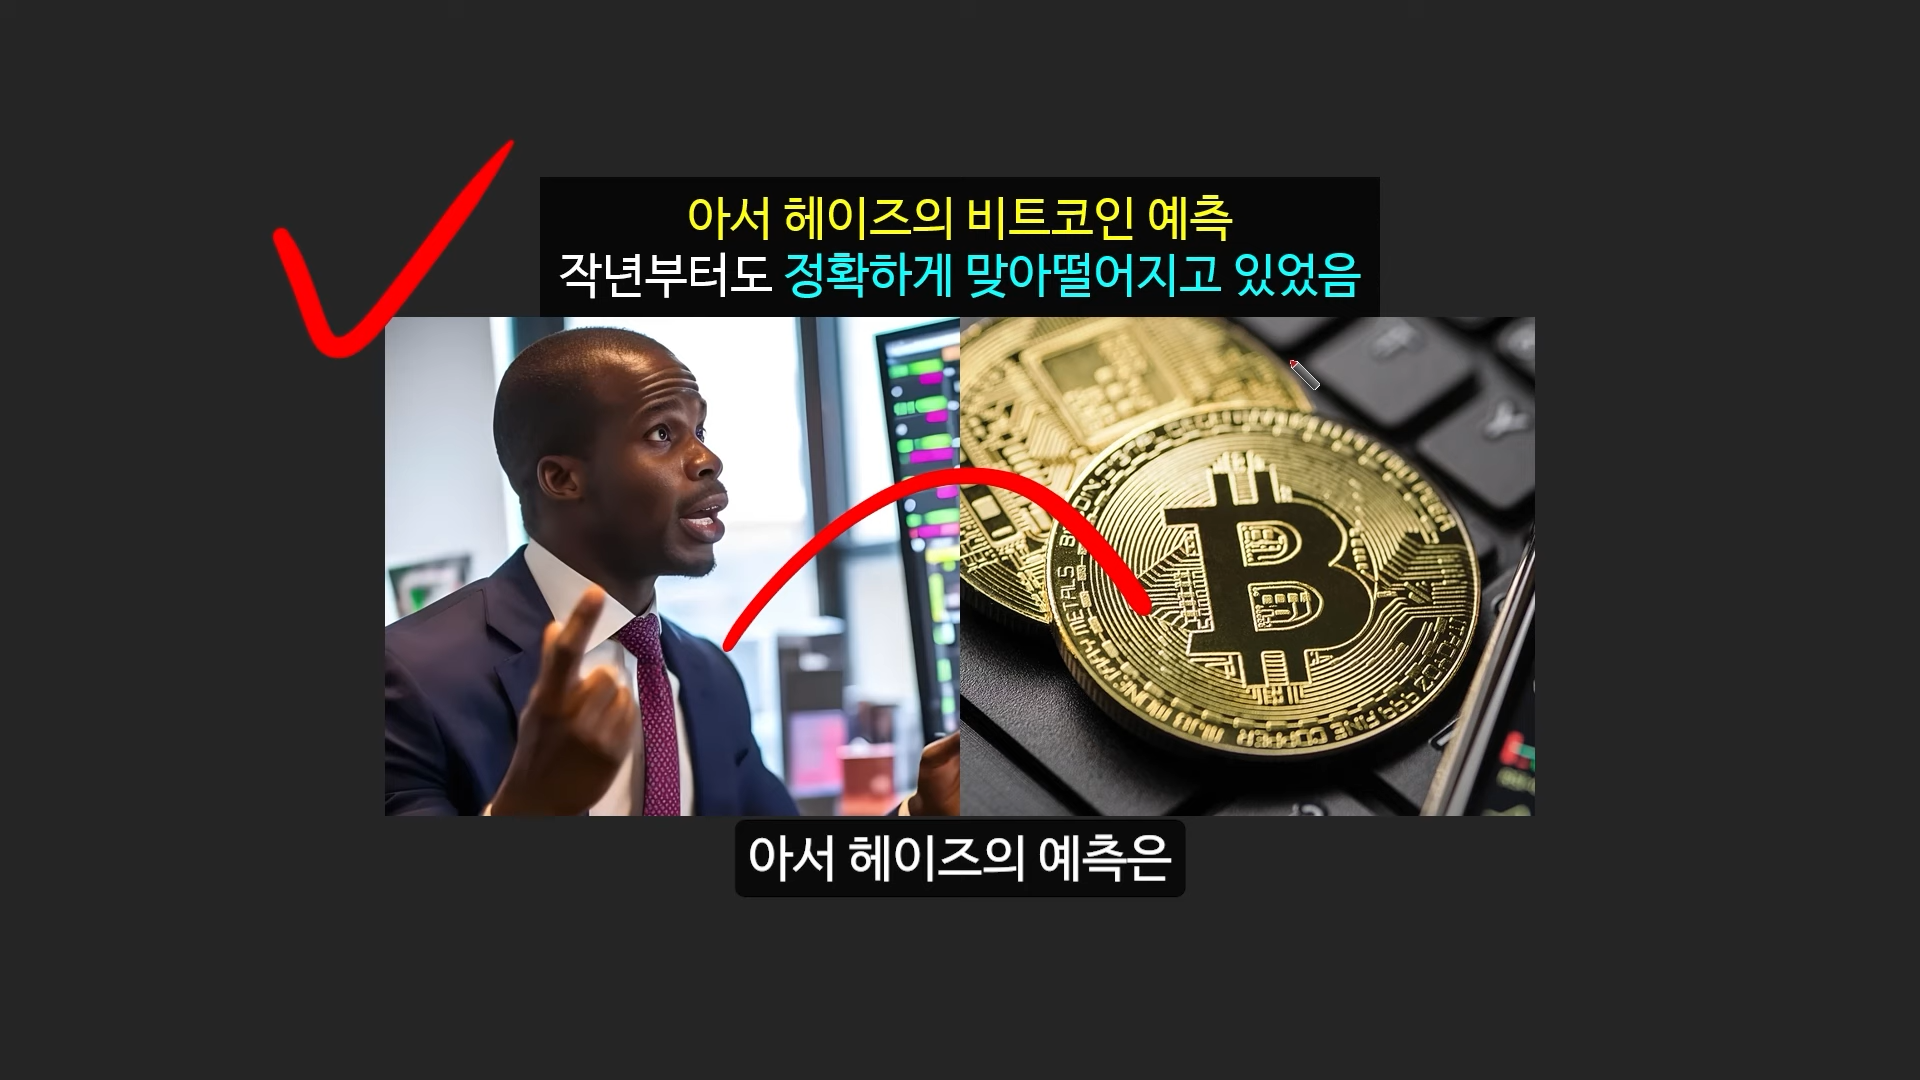 아서 헤이즈의 비트코인 예측
작년부터도 정확하게 맞아떨어지고 있었음
아서 헤이즈의 예측은